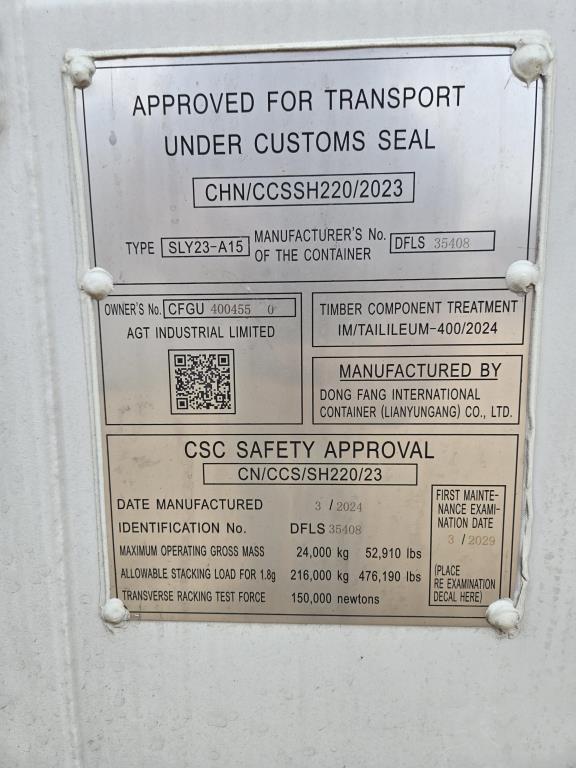 APPROVED FOR TRANSPORT
UNDER CUSTOMS SEAL
CHN/CCSSH220/2023
TYPE SLY23-A15 MANUFACTURER'S No. OF THE CONTAINER DFLS 35408
OWNER'S No. CFGU 400455 0
AGT INDUSTRIAL LIMITED
TIMBER COMPONENT TREATMENT
IM/TAILILEUM-400/2024
MANUFACTURED BY
DONG FANG INTERNATIONAL
CONTAINER (LIANYUNGANG) CO., LTD.
CSC SAFETY APPROVAL
CN/CCS/SH220/23
DATE MANUFACTURED 3 / 2024
IDENTIFICATION No. DFLS 35408
MAXIMUM OPERATING GROSS MASS 24,000 kg 52,910 lbs
ALLOWABLE STACKING LOAD FOR 1.8g 216,000 kg 476,190 lbs
TRANSVERSE RACKING TEST FORCE 150,000 newtons
FIRST MAINTE-
NANCE EXAMI-
NATION DATE
3 / 2029
(PLACE
RE EXAMINATION
DECAL HERE)